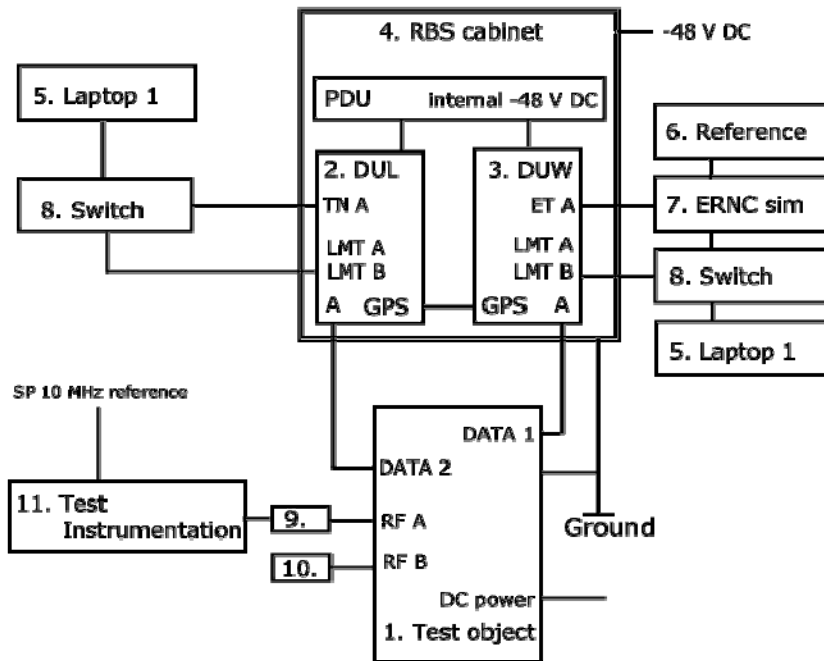 4. RBS cabinet
-48 V DC
5. Laptop 1
PDU internal -48 V DC
6. Reference
2. DUL
3. DUW
8. Switch
TN A
ET A
7. ERNC sim
LMT A
LMT B
LMT A
LMT B
8. Switch
A GPS
GPS A
5. Laptop 1
SP 10 MHz reference
DATA 1
DATA 2
11. Test
Instrumentation
9.
RF A
Ground
10.
RF B
DC power
1. Test object